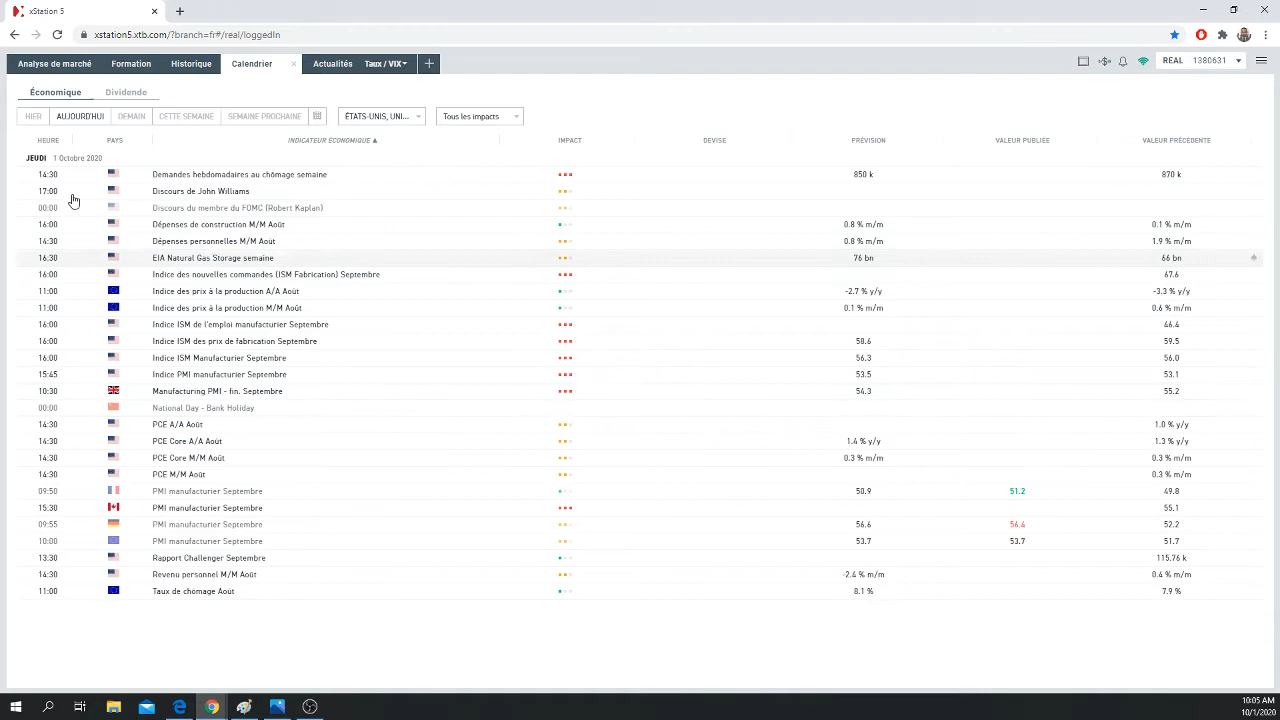 xStation 5
xstation5.xtb.com/?branch=fr#/real/loggedIn
Analyse de marché Formation Historique Calendrier Actualités Taux / VIX REAL 1380631
Économique Dividende
HIER AUJOURD'HUI DEMAIN CETTE SEMAINE SEMAINE PROCHAINE ÉTATS-UNIS, UNI... Tous les impacts
HEURE PAYS INDICATEUR ÉCONOMIQUE IMPACT DEVISE PRÉVISION VALEUR PUBLIÉE VALEUR PRÉCÉDENTE
JEUDI 1 Octobre 2020
14:30 Demandes hebdomadaires au chômage semaine 850 k 870 k
17:00 Discours de John Williams
00:00 Discours du membre du FOMC (Robert Kaplan)
16:00 Dépenses de construction M/M Août 0.8 % m/m 0.1 % m/m
14:30 Dépenses personnelles M/M Août 0.8 % m/m 1.9 % m/m
16:30 EIA Natural Gas Storage semaine 76 bn 66 bn
16:00 Indice des nouvelles commandes (ISM Fabrication) Septembre 67.6
11:00 Indice des prix à la production A/A Août -2.7 % y/y -3.3 % y/y
11:00 Indice des prix à la production M/M Août 0.1 % m/m 0.6 % m/m
16:00 Indice ISM de l'emploi manufacturier Septembre 46.4
16:00 Indice ISM des prix de fabrication Septembre 58.6 59.5
16:00 Indice ISM Manufacturier Septembre 56.3 56.0
15:45 Indice PMI manufacturier Septembre 53.5 53.1
10:30 Manufacturing PMI - fin. Septembre 54.3 55.2
00:00 National Day - Bank Holiday
14:30 PCE A/A Août 1.0 % y/y
14:30 PCE Core A/A Août 1.4 % y/y 1.3 % y/y
14:30 PCE Core M/M Août 0.3 % m/m 0.3 % m/m
14:30 PCE M/M Août 0.3 % m/m
09:50 PMI manufacturier Septembre 50.9 51.2 49.8
15:30 PMI manufacturier Septembre 55.1
09:55 PMI manufacturier Septembre 56.6 56.4 52.2
10:00 PMI manufacturier Septembre 53.7 53.7 51.7
13:30 Rapport Challenger Septembre 115.76 k
14:30 Revenu personnel M/M Août -2.4 % m/m 0.4 % m/m
11:00 Taux de chômage Août 8.1 % 7.9 %
10:05 AM
10/1/2020